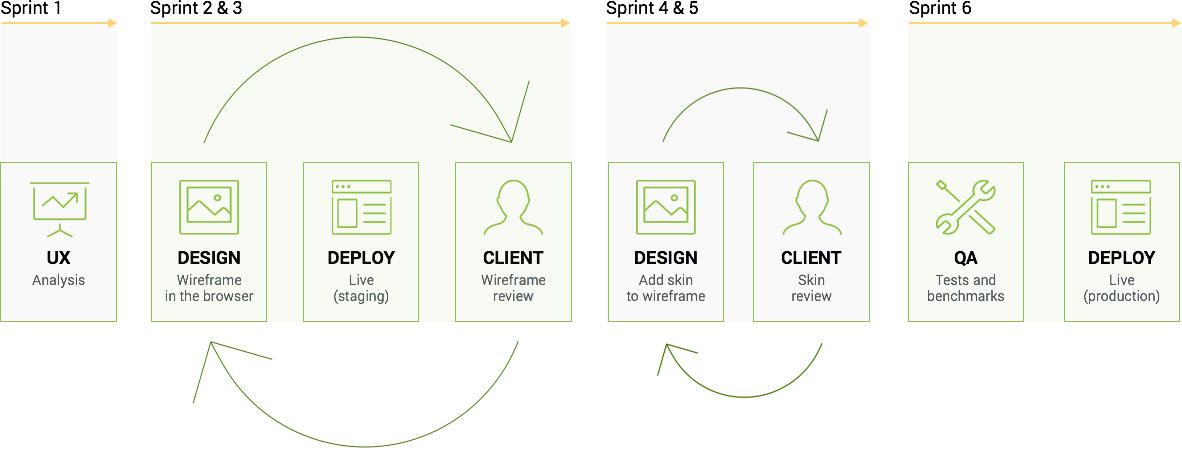 Sprint 1
Sprint 2 & 3
Sprint 4 & 5
Sprint 6
UX
Analysis
DESIGN
Wireframe
in the browser
DEPLOY
Live
(staging)
CLIENT
Wireframe
review
DESIGN
Add skin
to wireframe
CLIENT
Skin
review
QA
Tests and
benchmarks
DEPLOY
Live
(production)